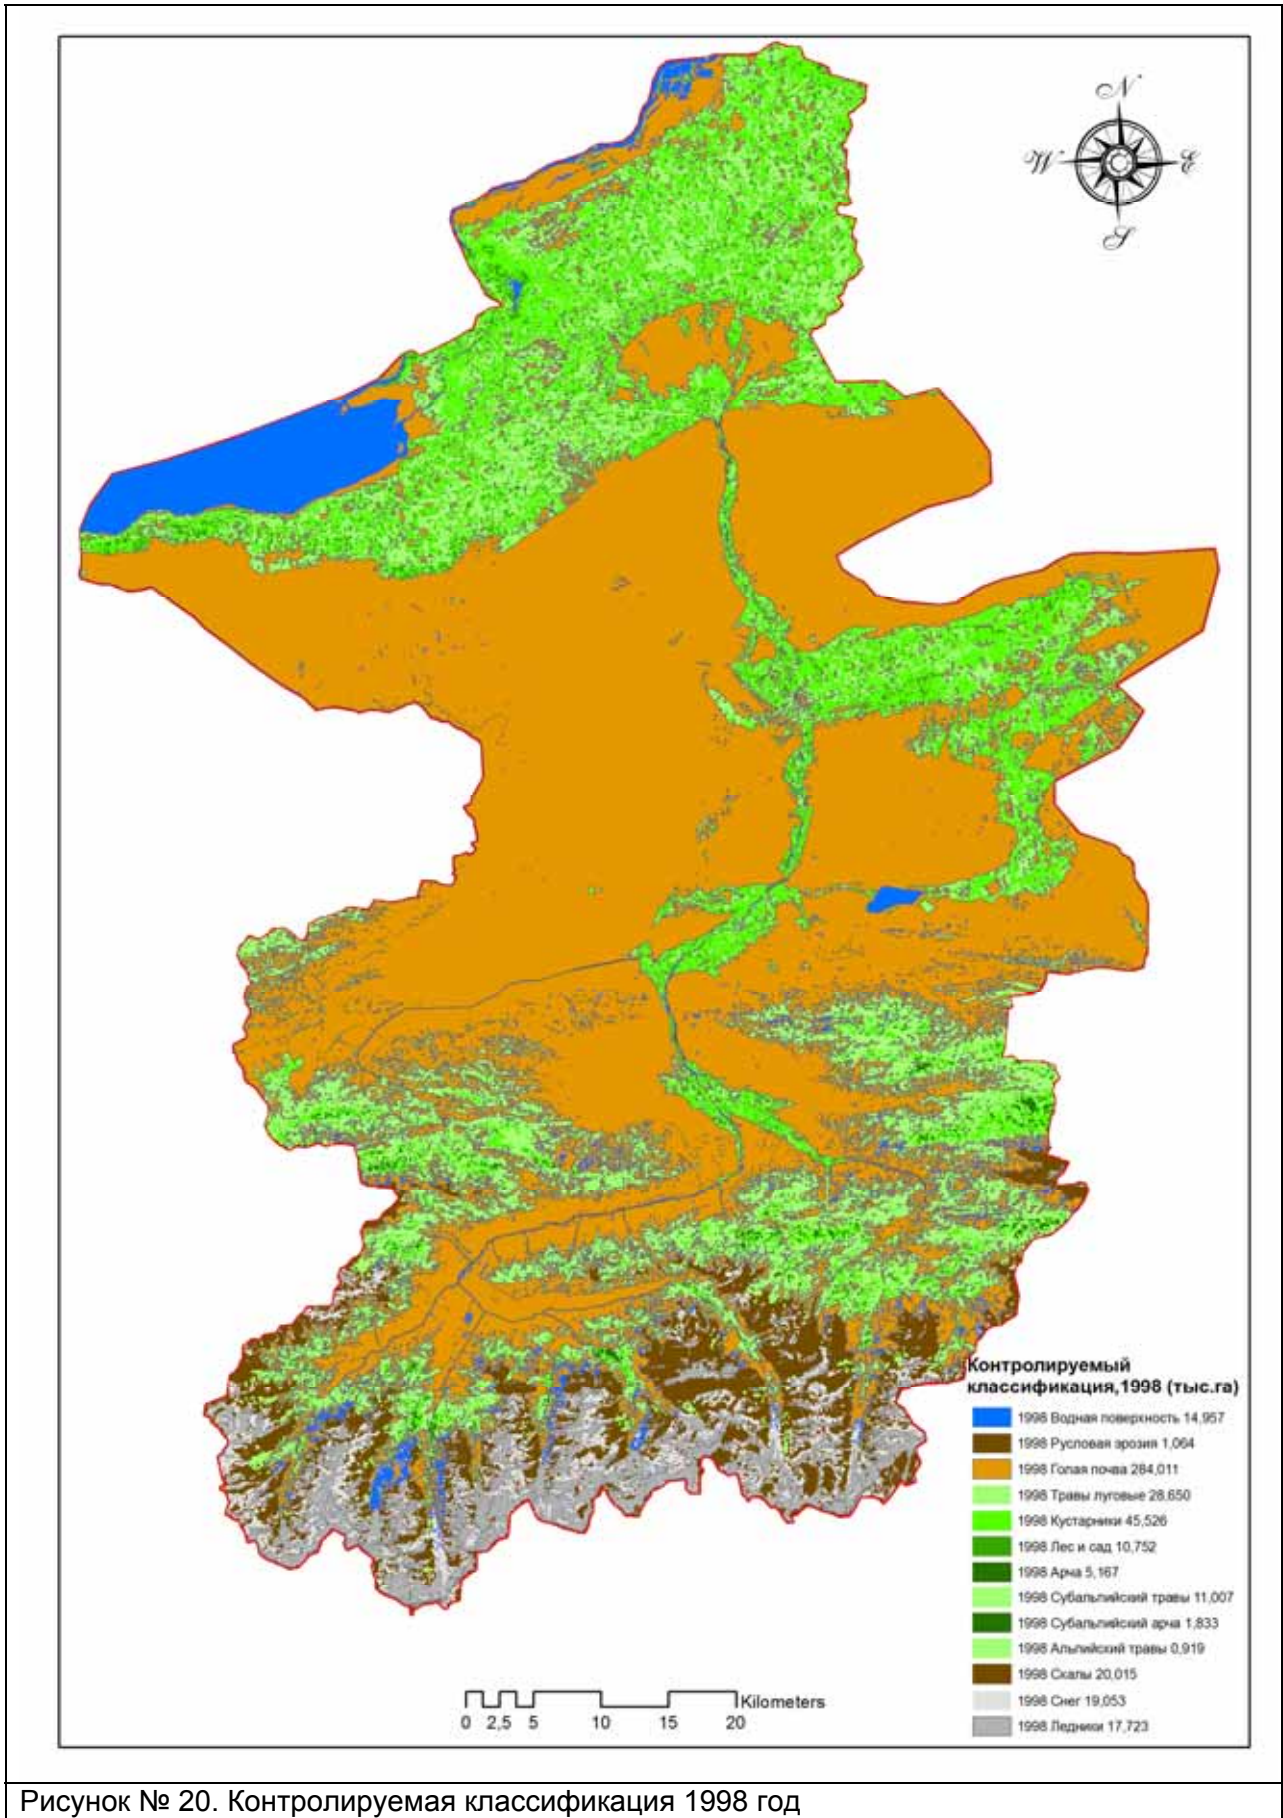 N
W
E
S
Контролируемый
классификация,1998 (тыс.га)
1998 Водная поверхность 14,957
1998 Русловая эрозия 1,064
1998 Голая почва 284,011
1998 Травы луговые 28,650
1998 Кустарники 45,526
1998 Лес и сад 10,752
1998 Арча 5,167
1998 Субальпийский травы 11,007
1998 Субальпийский арча 1,833
1998 Альпийский травы 0,919
1998 Скалы 20,015
1998 Снег 19,053
1998 Ледники 17,723
Kilometers
0 2,5 5 10 15 20
Рисунок № 20. Контролируемая классификация 1998 год